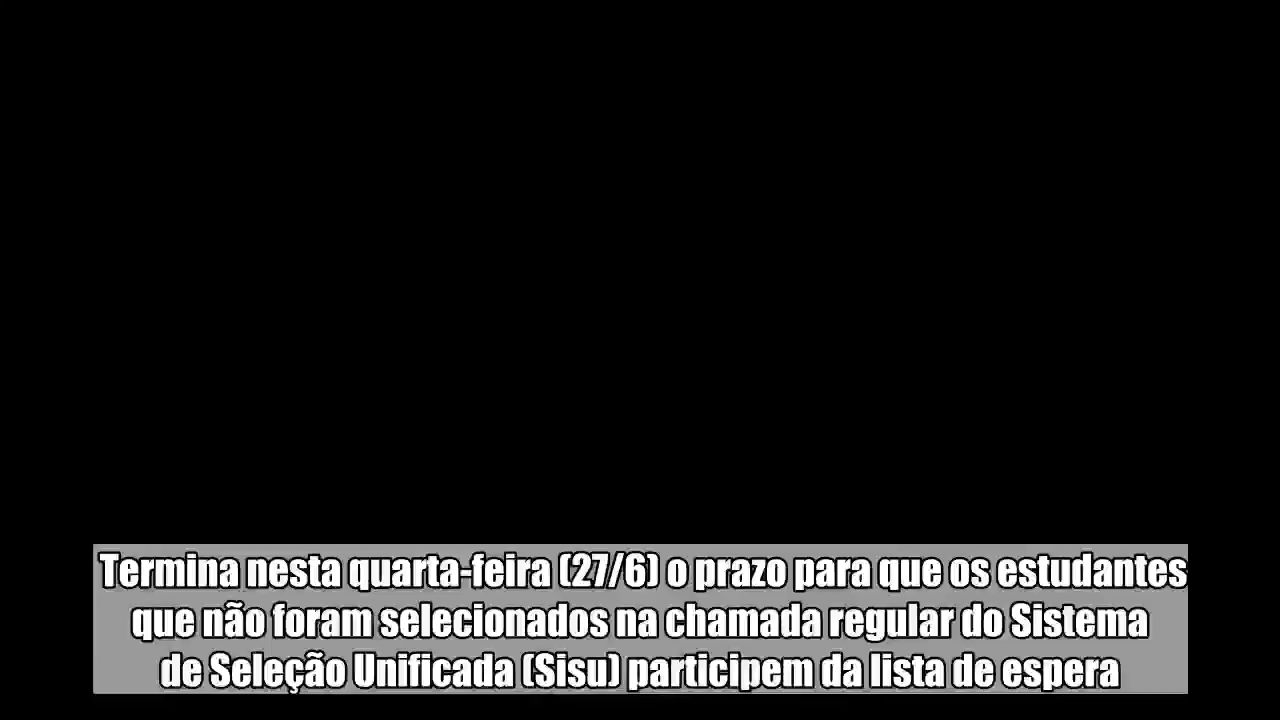 Termina nesta quarta-feira (27/6) o prazo para que os estudantes
que não foram selecionados na chamada regular do Sistema
de Seleção Unificada (Sisu) participem da lista de espera